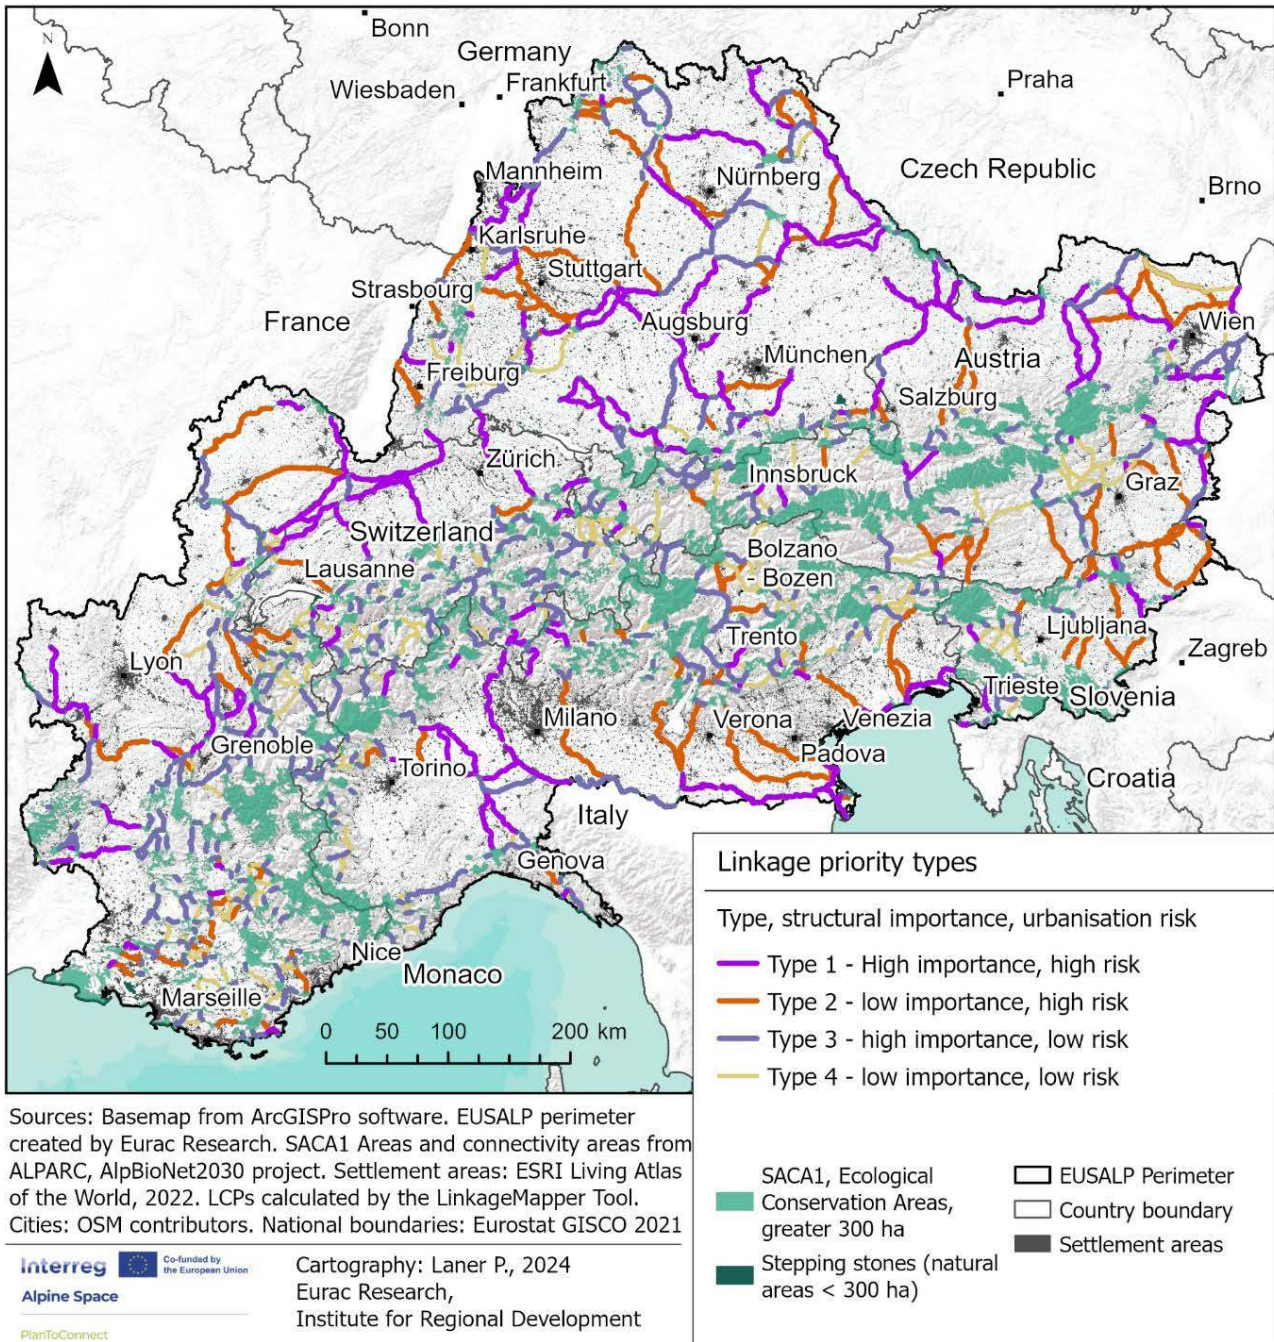 N
Bonn
Germany
Frankfurt
Wiesbaden
Praha
Czech Republic
Mannheim
Nürnberg
Brno
Karlsruhe
Stuttgart
Strasbourg
France
Augsburg
Wien
München
Austria
Freiburg
Salzburg
Zürich
Innsbruck
Graz
Switzerland
Bolzano
- Bozen
Lausanne
Ljubljana
Trento
Zagreb
Lyon
Trieste
Slovenia
Milano
Verona
Venezia
Grenoble
Padova
Torino
Croatia
Italy
Genova
Nice
Monaco
Marseille
0 50 100 200 km
Linkage priority types
Type, structural importance, urbanisation risk
Type 1 - High importance, high risk
Type 2 - low importance, high risk
Type 3 - high importance, low risk
Type 4 - low importance, low risk
SACA1, Ecological
Conservation Areas,
greater 300 ha
Stepping stones (natural
areas < 300 ha)
EUSALP Perimeter
Country boundary
Settlement areas
Sources: Basemap from ArcGISPro software. EUSALP perimeter
created by Eurac Research. SACA1 Areas and connectivity areas from
ALPARC, AlpBioNet2030 project. Settlement areas: ESRI Living Atlas
of the World, 2022. LCPs calculated by the LinkageMapper Tool.
Cities: OSM contributors. National boundaries: Eurostat GISCO 2021
Interreg
Co-funded by
the European Union
Alpine Space
PlanToConnect
Cartography: Laner P., 2024
Eurac Research,
Institute for Regional Development